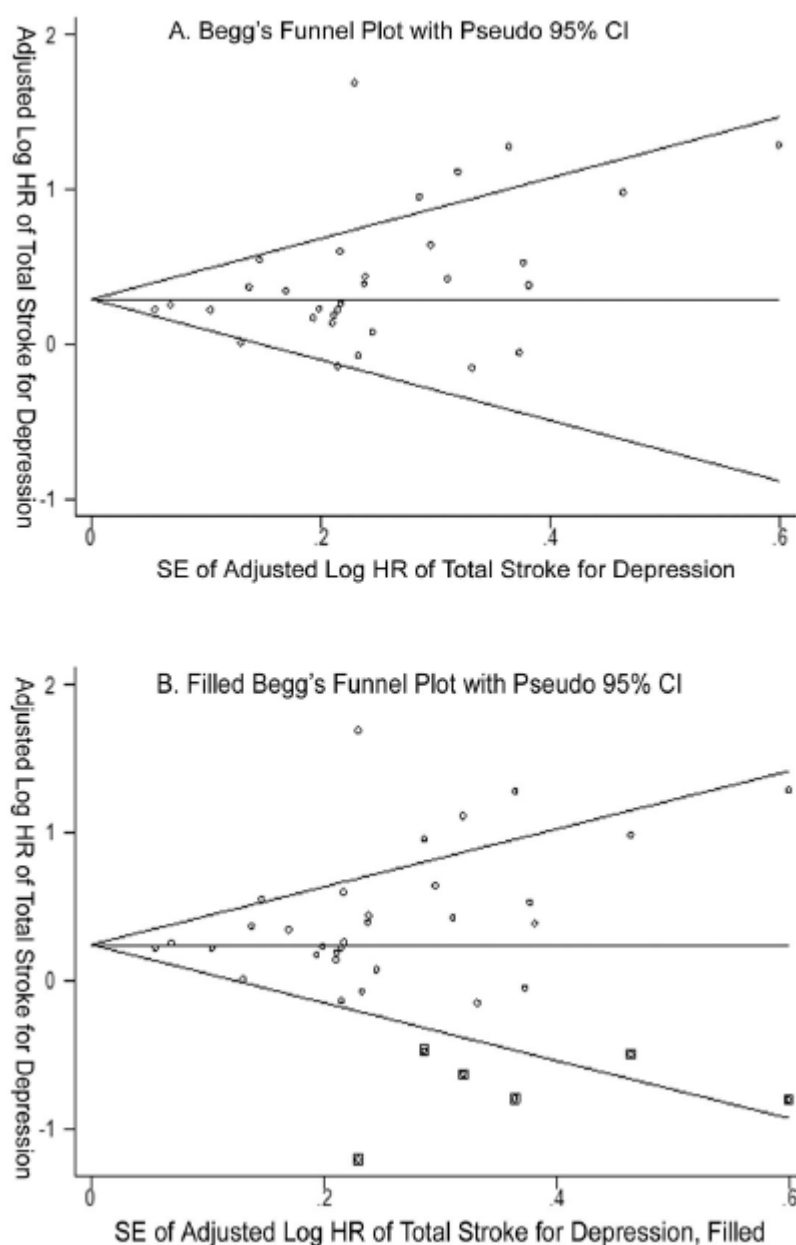 A. Begg's Funnel Plot with Pseudo 95% CI
Adjusted Log HR of Total Stroke for Depression
2
1
0
-1
0 .2 .4 .6
SE of Adjusted Log HR of Total Stroke for Depression
B. Filled Begg's Funnel Plot with Pseudo 95% CI
Adjusted Log HR of Total Stroke for Depression
2
1
0
-1
0 .2 .4 .6
SE of Adjusted Log HR of Total Stroke for Depression, Filled